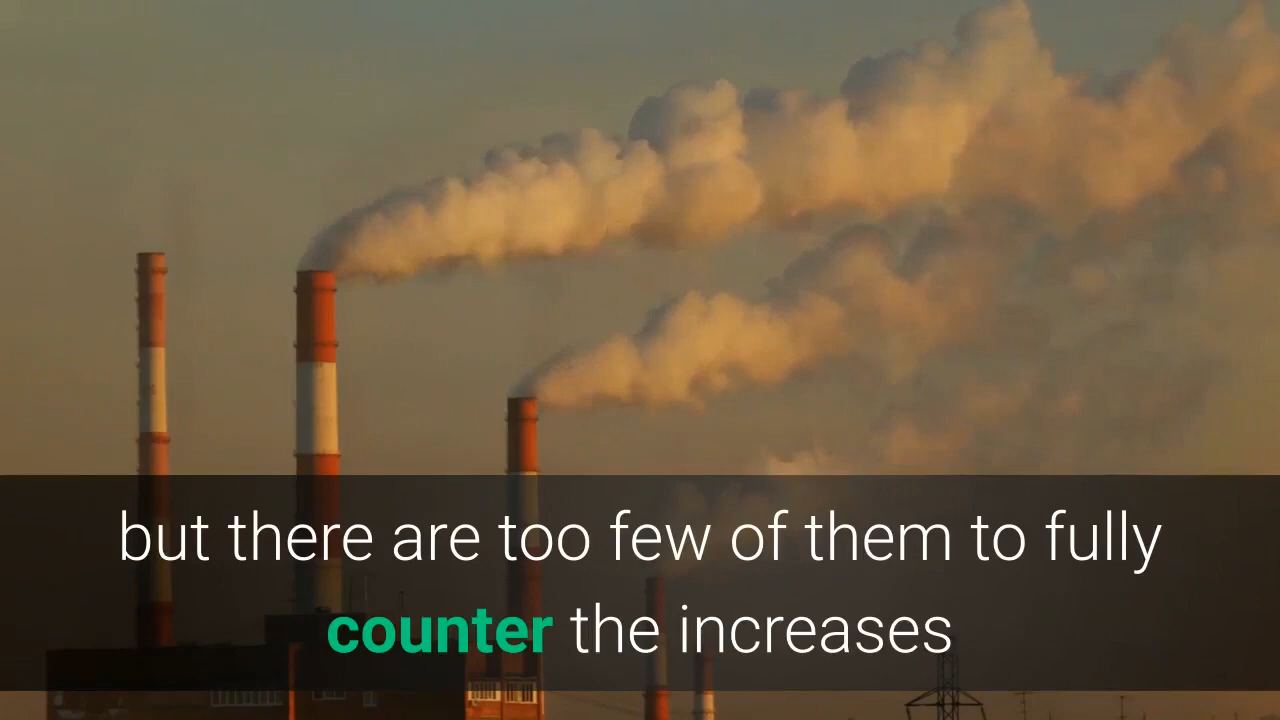 but there are too few of them to fully
counter the increases